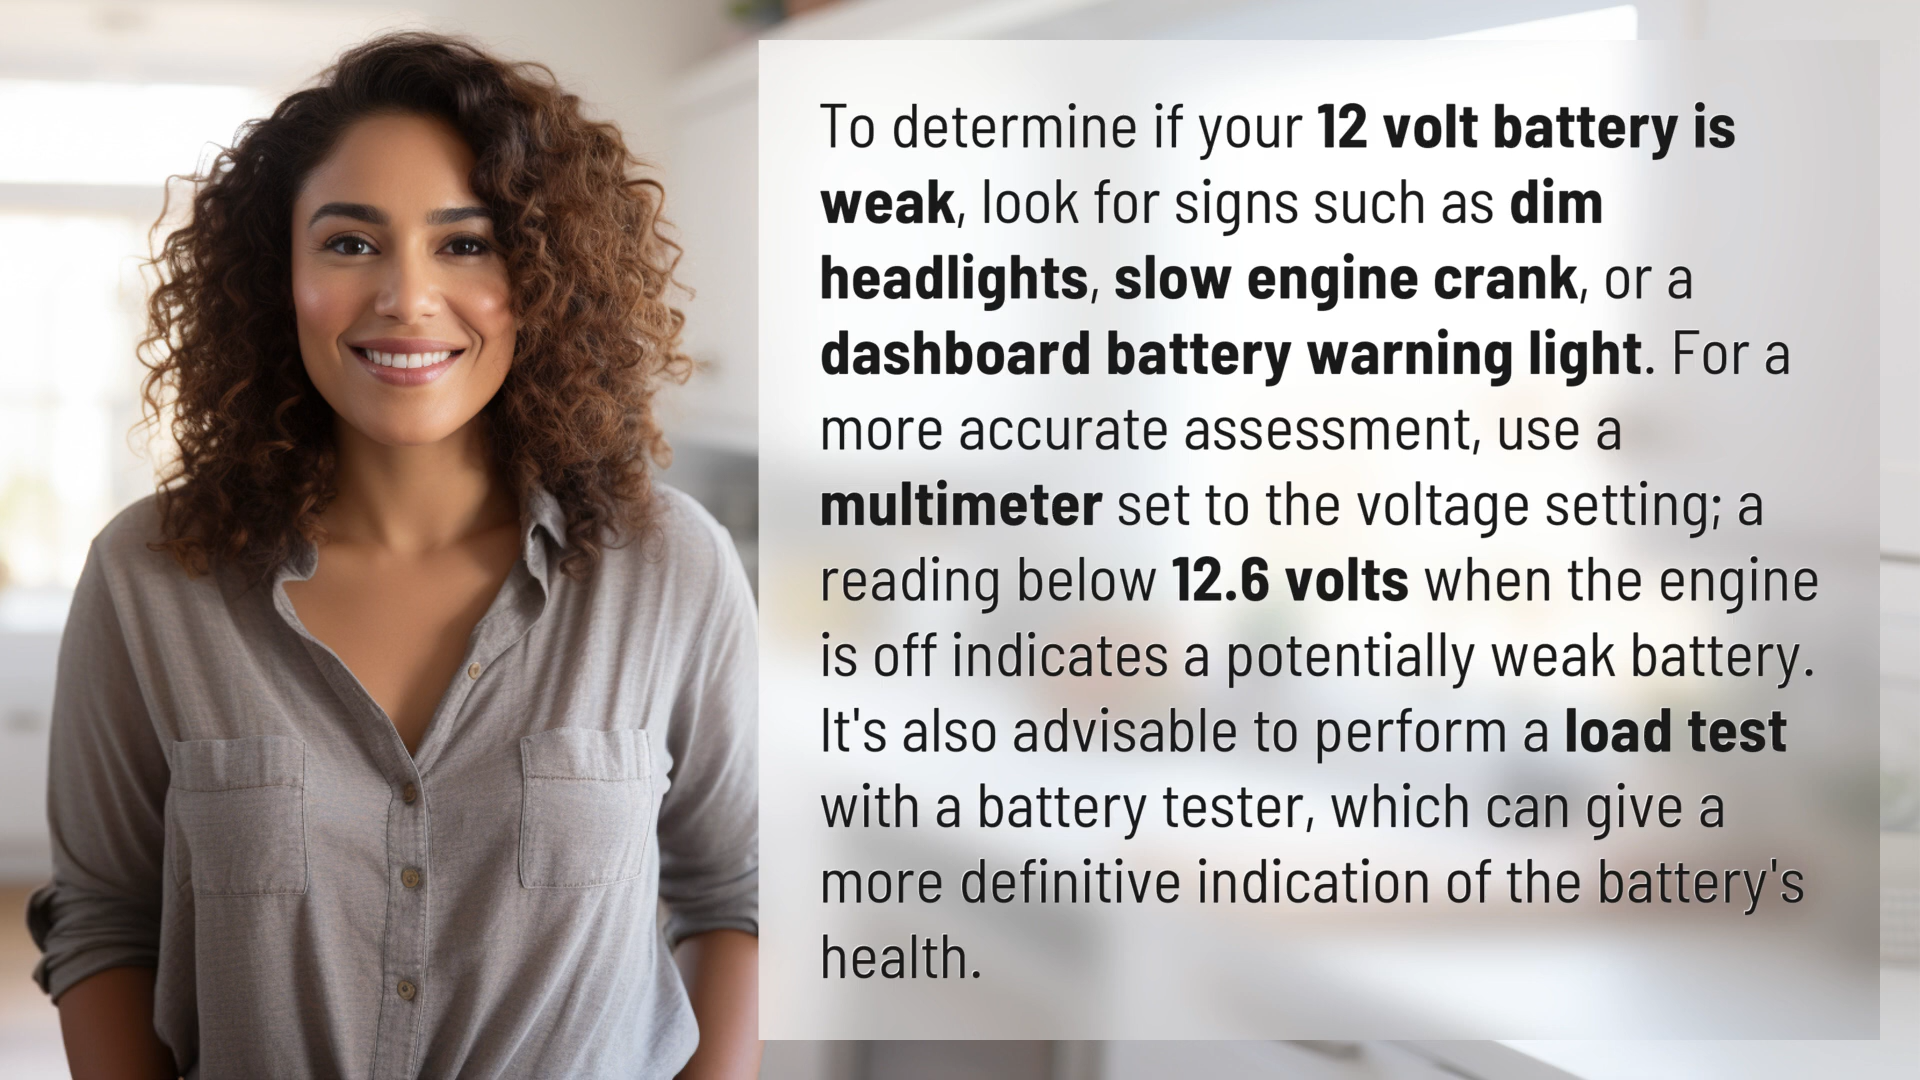 To determine if your 12 volt battery is
weak, look for signs such as dim
headlights, slow engine crank, or a
dashboard battery warning light. For a
more accurate assessment, use a
multimeter set to the voltage setting; a
reading below 12.6 volts when the engine
is off indicates a potentially weak battery.
It's also advisable to perform a load test
with a battery tester, which can give a
more definitive indication of the battery's
health.